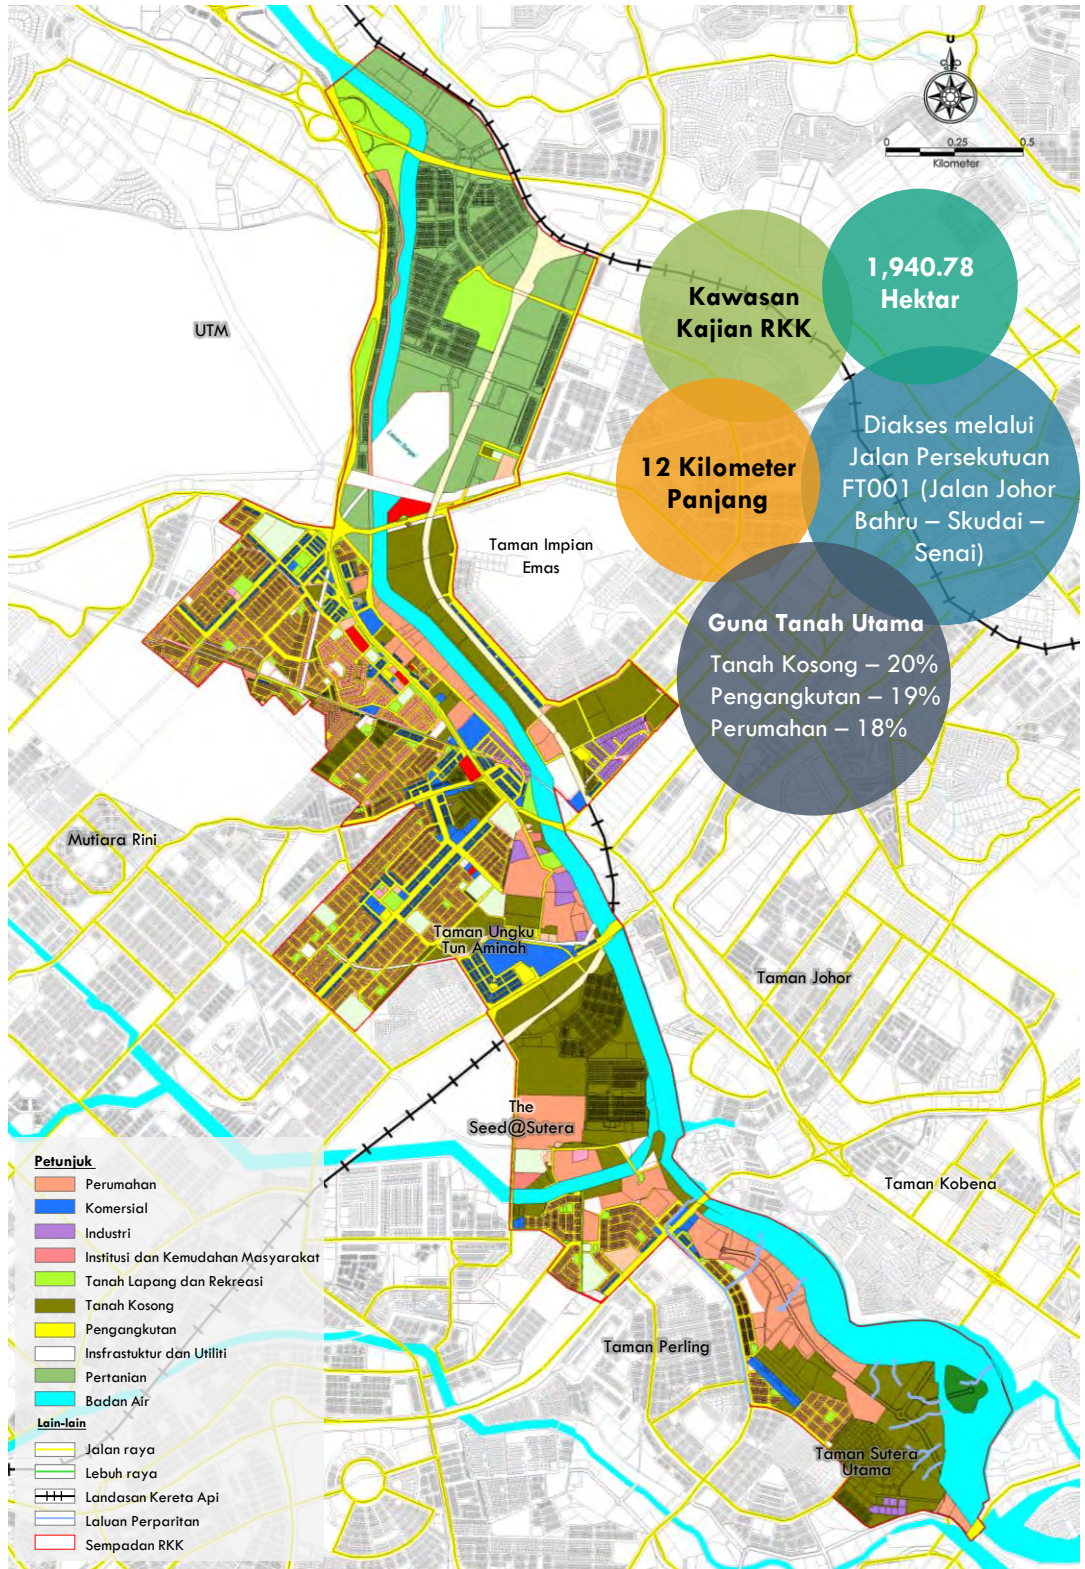 U
0 0.25 0.5
Kilometer
Kawasan
Kajian RKK
1,940.78
Hektar
12 Kilometer
Panjang
Diakses melalui
Jalan Persekutuan
FT001 (Jalan Johor
Bahru – Skudai –
Senai)
Guna Tanah Utama
Tanah Kosong – 20%
Pengangkutan – 19%
Perumahan – 18%
UTM
Taman Impian
Emas
Mutiara Rini
Taman Ungku
Tun Aminah
Taman Johor
The
Seed@Sutera
Taman Kobena
Taman Perling
Taman Sutera
Utama
Petunjuk
Perumahan
Komersial
Industri
Institusi dan Kemudahan Masyarakat
Tanah Lapang dan Rekreasi
Tanah Kosong
Pengangkutan
Insfrastuktur dan Utiliti
Pertanian
Badan Air
Lain-lain
Jalan raya
Lebuh raya
Landasan Kereta Api
Laluan Perparitan
Sempadan RKK